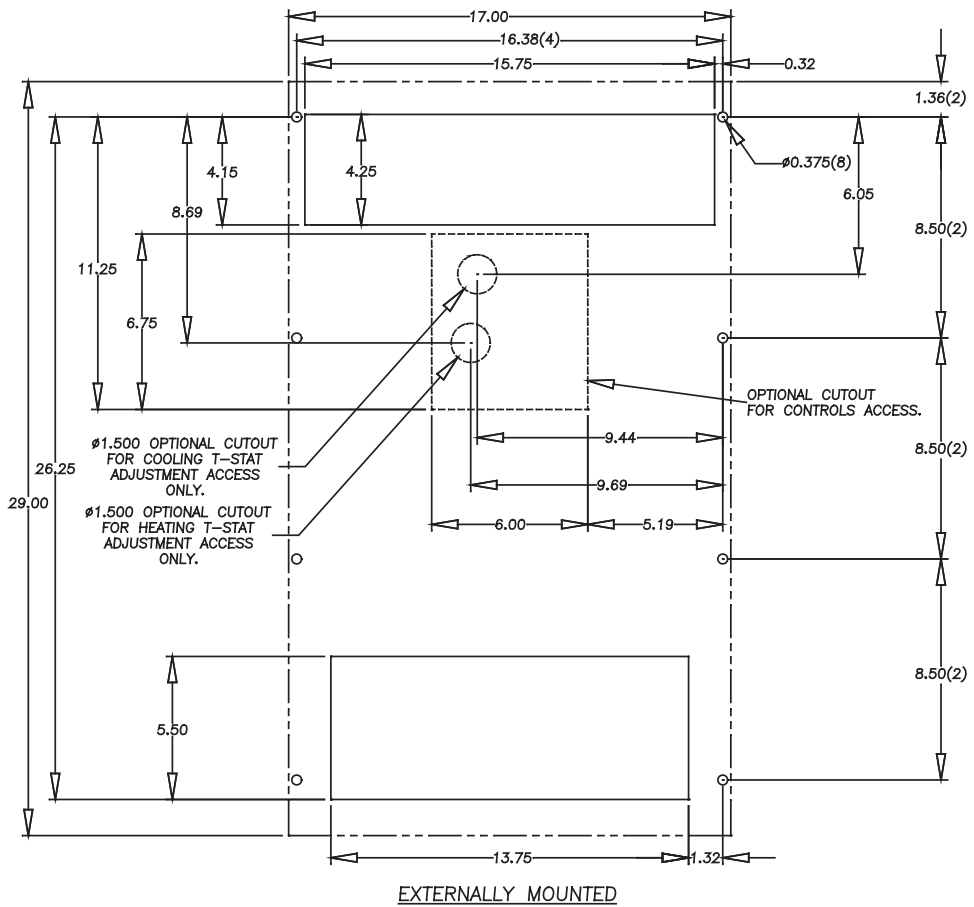 17.00
16.38(4)
15.75
0.32
1.36(2)
ø0.375(8)
4.15
4.25
6.05
8.69
8.50(2)
11.25
6.75
OPTIONAL CUTOUT
FOR CONTROLS ACCESS.
9.44
ø1.500 OPTIONAL CUTOUT
FOR COOLING T-STAT
ADJUSTMENT ACCESS
ONLY.
8.50(2)
26.25
9.69
29.00
ø1.500 OPTIONAL CUTOUT
FOR HEATING T-STAT
ADJUSTMENT ACCESS
ONLY.
6.00
5.19
8.50(2)
5.50
13.75
1.32
EXTERNALLY MOUNTED